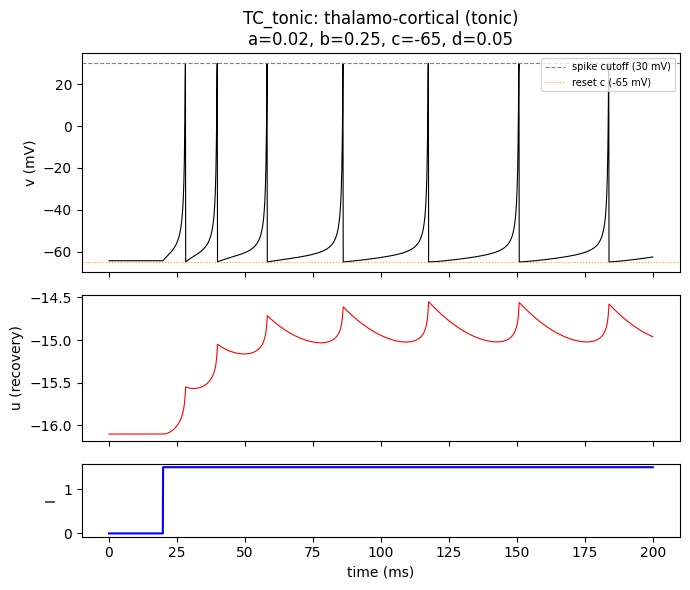 TC_tonic: thalamo-cortical (tonic)
a=0.02, b=0.25, c=-65, d=0.05
spike cutoff (30 mV)
reset c (-65 mV)
v (mV)
20
0
−20
−40
−60
u (recovery)
−14.5
−15.0
−15.5
−16.0
I
1
0
0 25 50 75 100 125 150 175 200
time (ms)